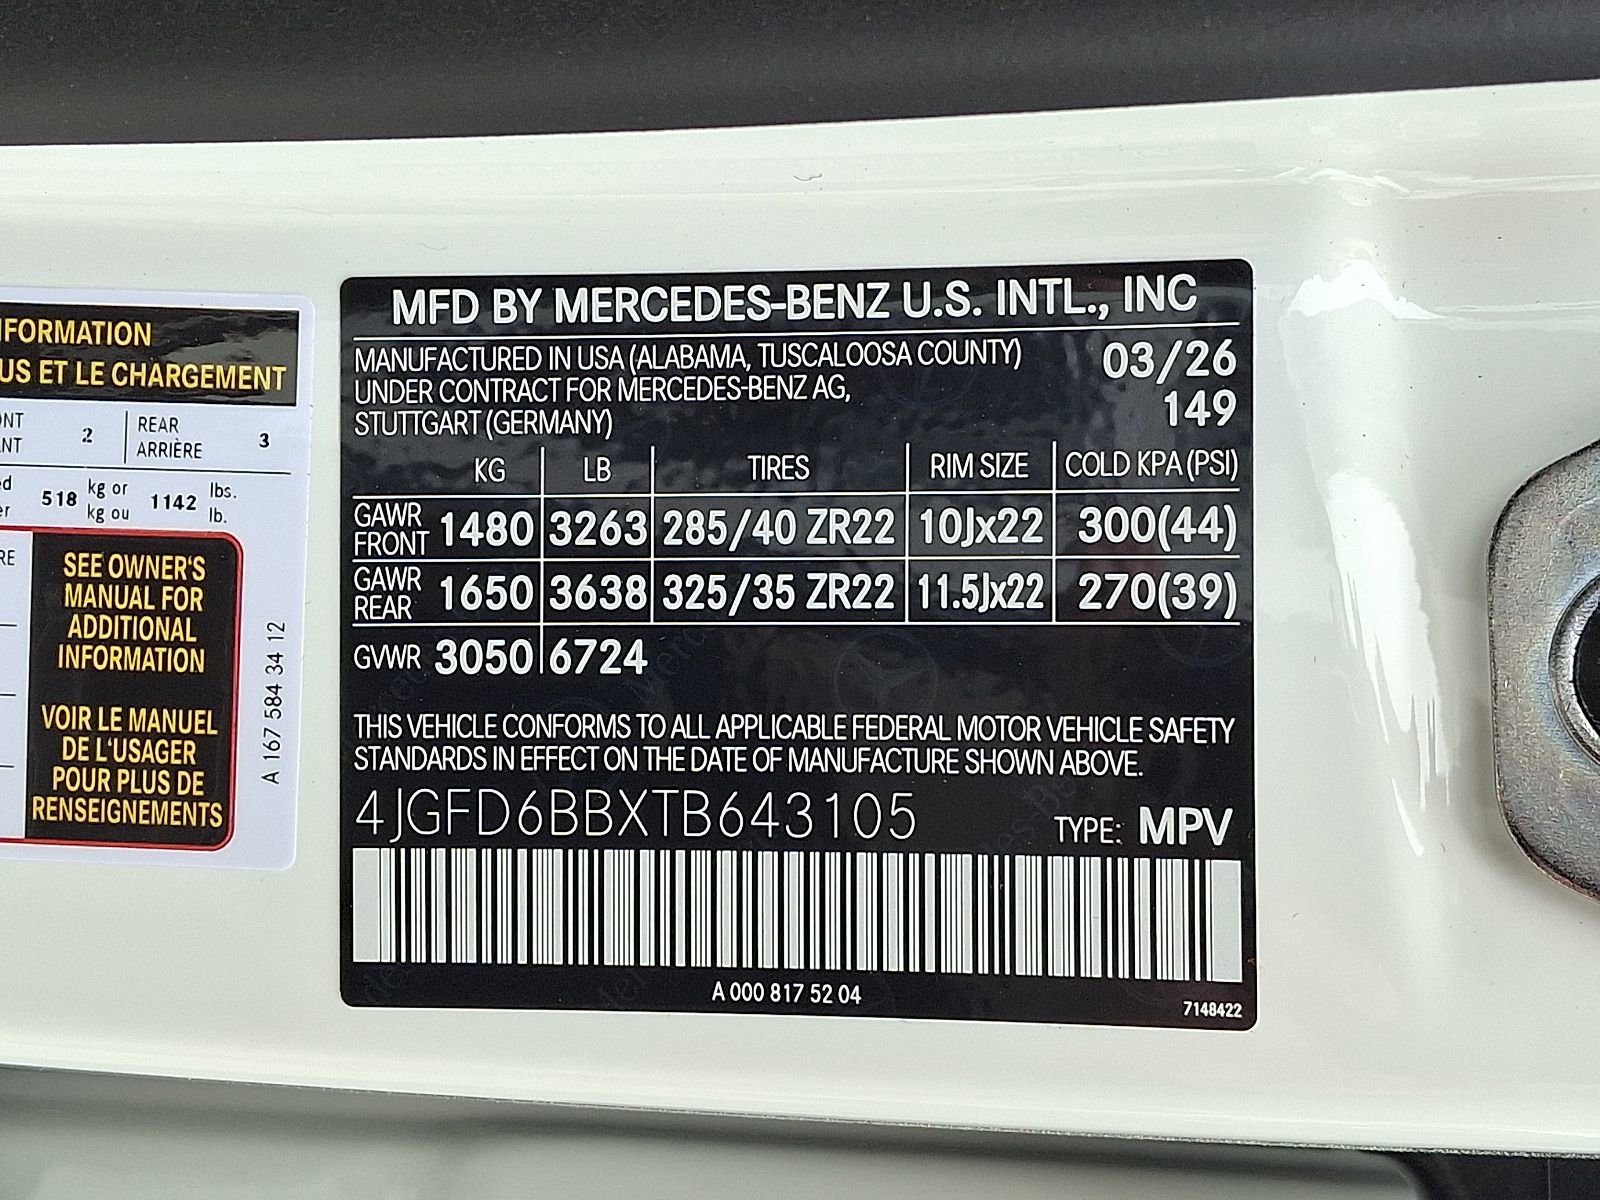 NFORMATION
US ET LE CHARGEMENT
NT 2 REAR 3
NT ARRIÈRE
518 kg or 1142 lbs.
kg ou lb.
RE
SEE OWNER'S
MANUAL FOR
ADDITIONAL
INFORMATION
VOIR LE MANUEL
DE L'USAGER
POUR PLUS DE
RENSEIGNEMENTS
A 167 584 34 12
MFD BY MERCEDES-BENZ U.S. INTL., INC
MANUFACTURED IN USA (ALABAMA, TUSCALOOSA COUNTY) 03/26
UNDER CONTRACT FOR MERCEDES-BENZ AG, 149
STUTTGART (GERMANY)
KG LB TIRES RIM SIZE COLD KPA (PSI)
GAWR FRONT 1480 3263 285/40 ZR22 10Jx22 300(44)
GAWR REAR 1650 3638 325/35 ZR22 11.5Jx22 270(39)
GVWR 3050 6724
THIS VEHICLE CONFORMS TO ALL APPLICABLE FEDERAL MOTOR VEHICLE SAFETY
STANDARDS IN EFFECT ON THE DATE OF MANUFACTURE SHOWN ABOVE.
4JGFD6BBXTB643105 TYPE: MPV
A 000 817 52 04
7148422